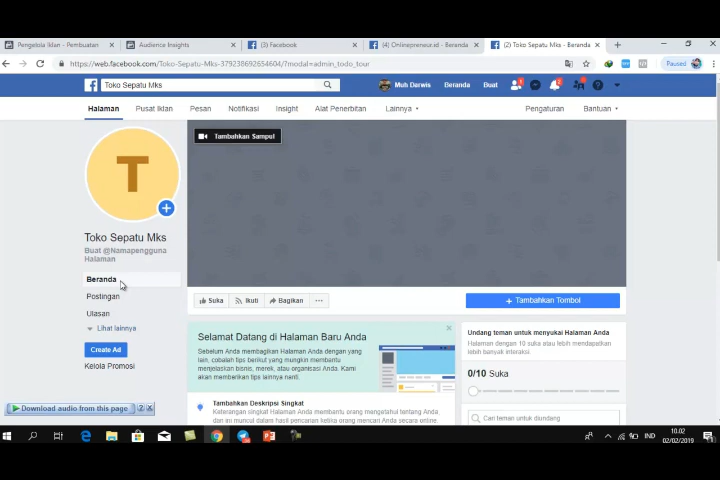 Pengelola Iklan - Pembuatan
Audience Insights
(3) Facebook
(4) Onlinepreneur.id - Beranda
(2) Toko Sepatu Mks - Beranda
https://web.facebook.com/Toko-Sepatu-Mks-379238692654604/?modal=admin_todo_tour
Paused
Toko Sepatu Mks
Muh Darwis
Beranda
Buat
Halaman
Pusat Iklan
Pesan
Notifikasi
Insight
Alat Penerbitan
Lainnya
Pengaturan
Bantuan
T
Tambahkan Sampul
Toko Sepatu Mks
Buat @Namapengguna
Halaman
Beranda
Postingan
Ulasan
Lihat lainnya
Create Ad
Kelola Promosi
Suka
Ikuti
Bagikan
+ Tambahkan Tombol
Selamat Datang di Halaman Baru Anda
Sebelum Anda membagikan Halaman Anda dengan yang
lain, cobalah tips berikut yang mungkin membantu
menjelaskan bisnis, merek, atau organisasi Anda. Kami
akan memberikan tips lainnya nanti.
Tambahkan Deskripsi Singkat
Keterangan singkat Halaman Anda membantu orang mengetahui tentang Anda
dan itu muncul dalam hasil pencarian ketika orang mencari Anda secara online.
Undang teman untuk menyukai Halaman Anda
Halaman dengan 10 suka atau lebih mendapatkan
lebih banyak interaksi.
0/10 Suka
Cari teman untuk diundang
Download audio from this page
?
X
IND
10.02
02/02/2019